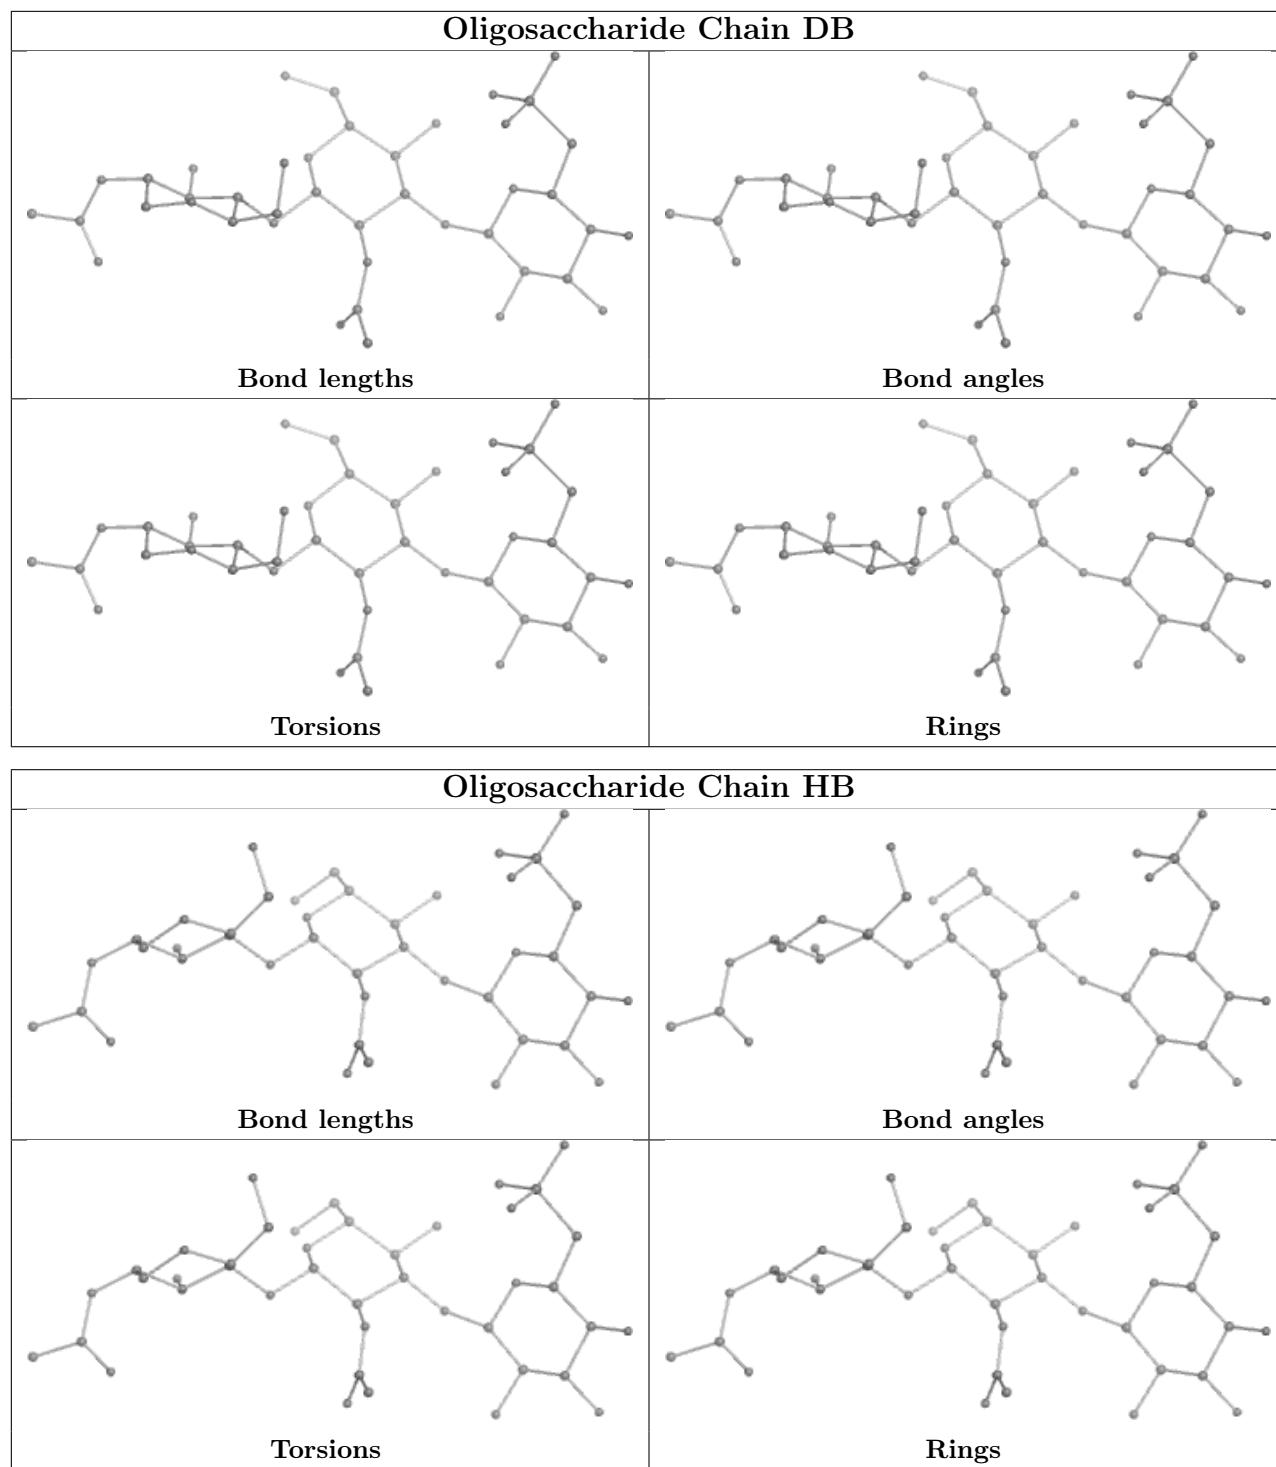 Oligosaccharide Chain DB
Bond lengths
Bond angles
Torsions
Rings
Oligosaccharide Chain HB
Bond lengths
Bond angles
Torsions
Rings